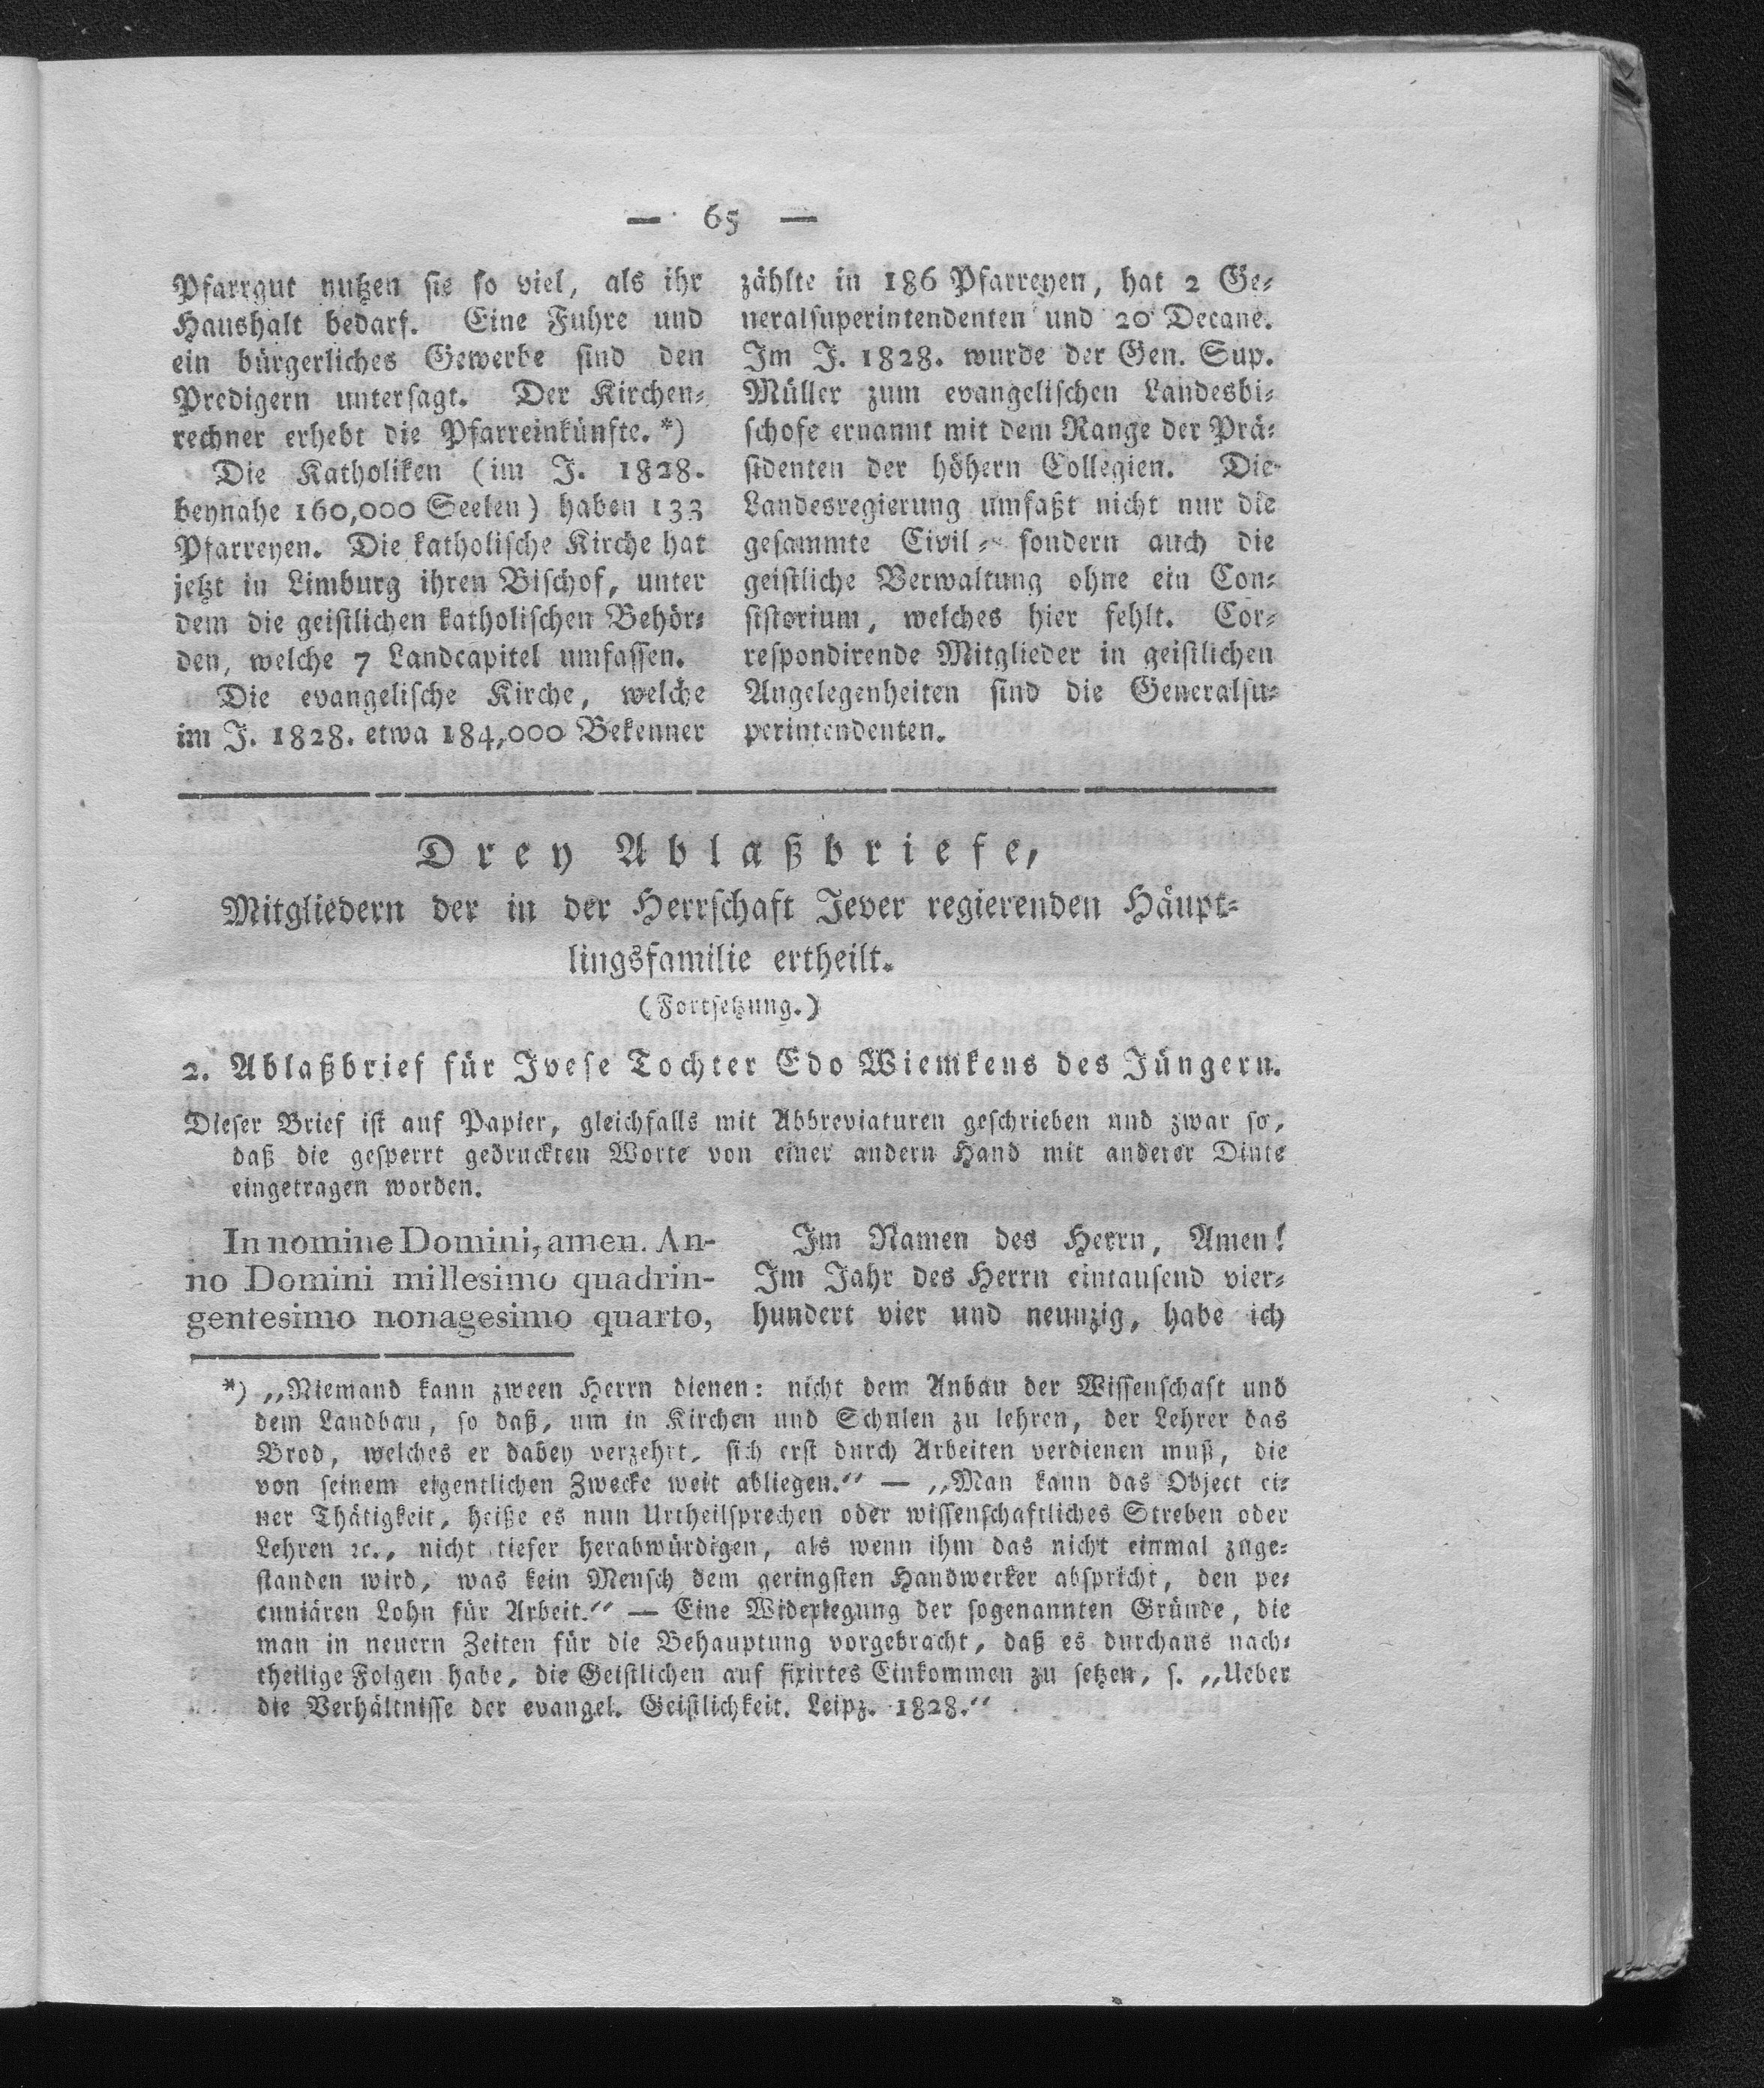 — 65 —
Pfarrgut nutzen sie so viel, als ihr
Haushalt bedarf. Eine Fuhre und
ein bürgerliches Gewerbe sind den
Predigern untersagt. Der Kirchen-
rechner erhebt die Pfarreinkünfte. *)
Die Katholiken (im J. 1828.
beynahe 160,000 Seelen) haben 133
Pfarreyen. Die katholische Kirche hat
jetzt in Limburg ihren Bischof, unter
dem die geistlichen katholischen Behör-
den, welche 7 Landcapitel umfassen.
Die evangelische Kirche, welche
im J. 1828. etwa 184,000 Bekenner
zählte in 186 Pfarreyen, hat 2 Ge-
neralsuperintendenten und 20 Decane.
Im J. 1828. wurde der Gen. Sup.
Müller zum evangelischen Landesbi-
schofe ernannt mit dem Range der Prä-
sidenten der höhern Collegien. Die
Landesregierung umfaßt nicht nur die
gesammte Civil- sondern auch die
geistliche Verwaltung ohne ein Con-
sistorium, welches hier fehlt. Cor-
respondirende Mitglieder in geistlichen
Angelegenheiten sind die Generalsu-
perintendenten.
Drey Ablaßbriefe,
Mitgliedern der in der Herrschaft Jever regierenden Häupt-
lingsfamilie ertheilt.
(Fortsetzung.)
2. Ablaßbrief für Ivese Tochter Edo Wiemkens des Jüngern.
Dieser Brief ist auf Papier, gleichfalls mit Abbreviaturen geschrieben und zwar so,
daß die gesperrt gedruckten Worte von einer andern Hand mit anderer Dinte
eingetragen worden.
In nomine Domini, amen. An-
no Domini millesimo quadrin-
gentesimo nonagesimo quarto,
Im Namen des Herrn, Amen!
Im Jahr des Herrn eintausend vier-
hundert vier und neunzig, habe ich
*) „Niemand kann zween Herrn dienen: nicht dem Anbau der Wissenschaft und
dem Landbau, so daß, um in Kirchen und Schulen zu lehren, der Lehrer das
Brod, welches er dabey verzehrt, sich erst durch Arbeiten verdienen muß, die
von seinem eigentlichen Zwecke weit abliegen.“ — „Man kann das Object ei-
ner Thätigkeit, heiße es nun Urtheilsprechen oder wissenschaftliches Streben oder
Lehren ꝛc., nicht tiefer herabwürdigen, als wenn ihm das nicht einmal zuge-
standen wird, was kein Mensch dem geringsten Handwerker abspricht, den pe-
cuniären Lohn für Arbeit.“ — Eine Widerlegung der sogenannten Gründe, die
man in neuern Zeiten für die Behauptung vorgebracht, daß es durchaus nach-
theilige Folgen habe, die Geistlichen auf fixirtes Einkommen zu setzen, s. „Ueber
die Verhältnisse der evangel. Geistlichkeit. Leipz. 1828.“